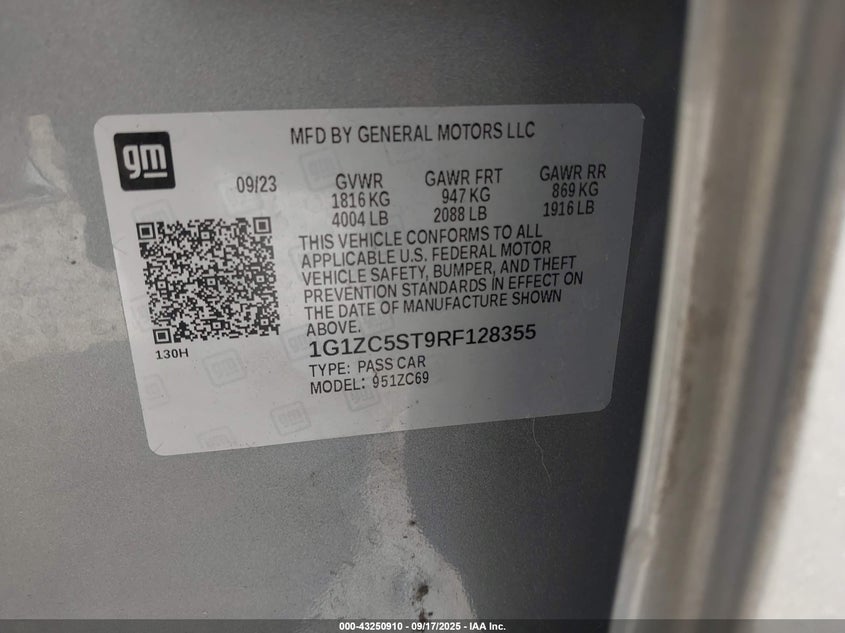 gm
MFD BY GENERAL MOTORS LLC
09/23
GVWR
1816 KG
4004 LB
GAWR FRT
947 KG
2088 LB
GAWR RR
869 KG
1916 LB
THIS VEHICLE CONFORMS TO ALL
APPLICABLE U.S. FEDERAL MOTOR
VEHICLE SAFETY, BUMPER, AND THEFT
PREVENTION STANDARDS IN EFFECT ON
THE DATE OF MANUFACTURE SHOWN
ABOVE.
130H
1G1ZC5ST9RF128355
TYPE: PASS CAR
MODEL: 951ZC69
000-43250910 - 09/17/2025 - IAA Inc.